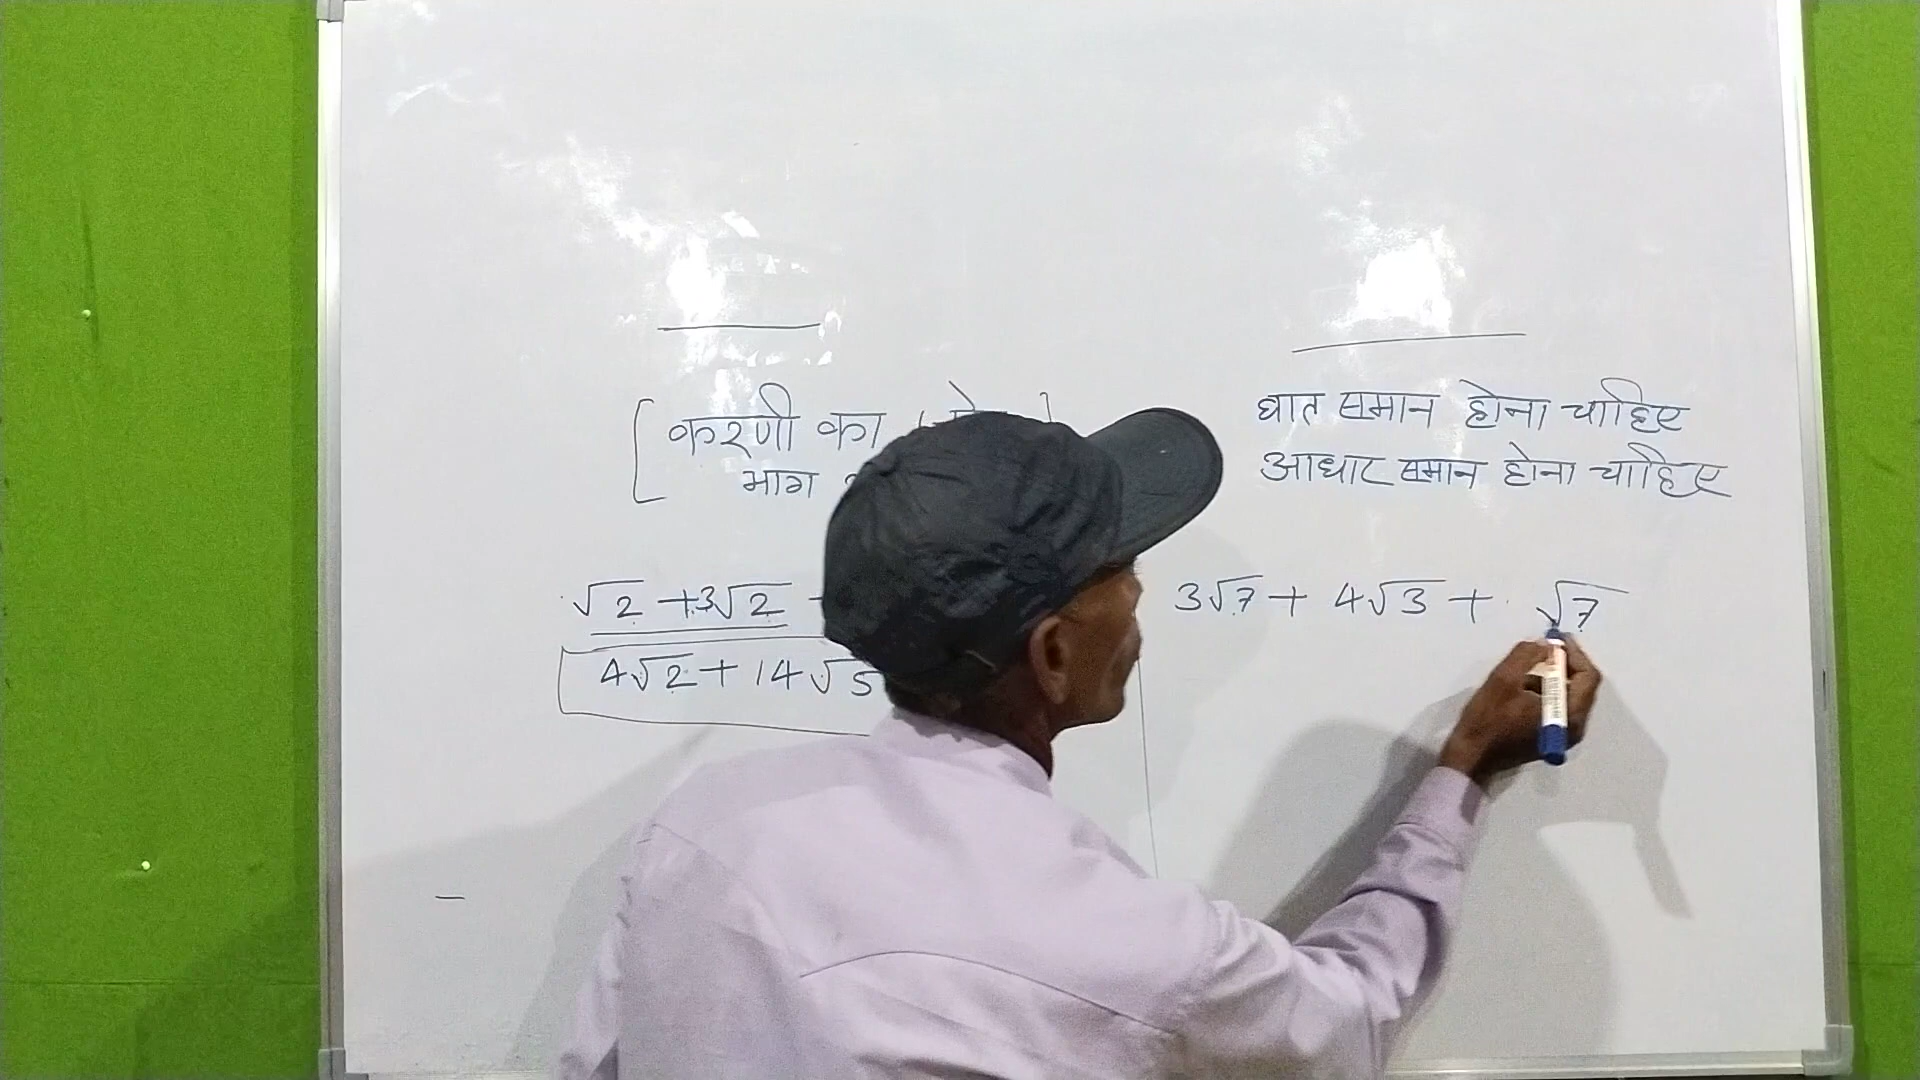 [ करणी का
भाग
घात समान होना चाहिए
आधार समान होना चाहिए
√2 + 3√2
4√2 + 14√5
3√7 + 4√3 + √7